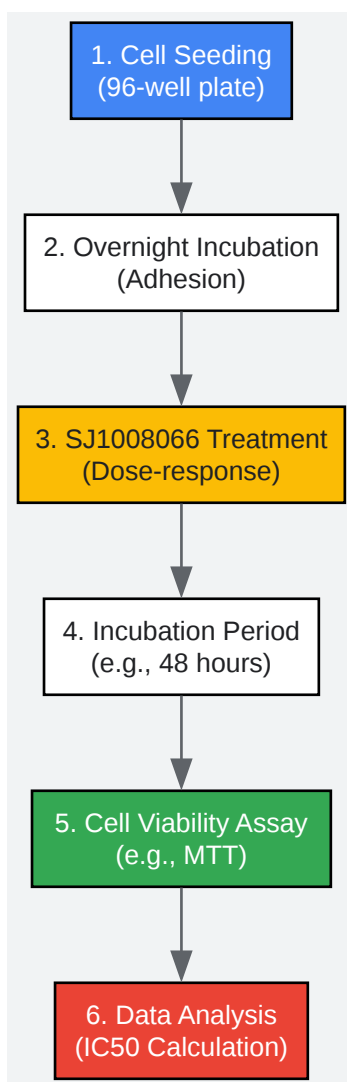 1. Cell Seeding
(96-well plate)
2. Overnight Incubation
(Adhesion)
3. SJ1008066 Treatment
(Dose-response)
4. Incubation Period
(e.g., 48 hours)
5. Cell Viability Assay
(e.g., MTT)
6. Data Analysis
(IC50 Calculation)